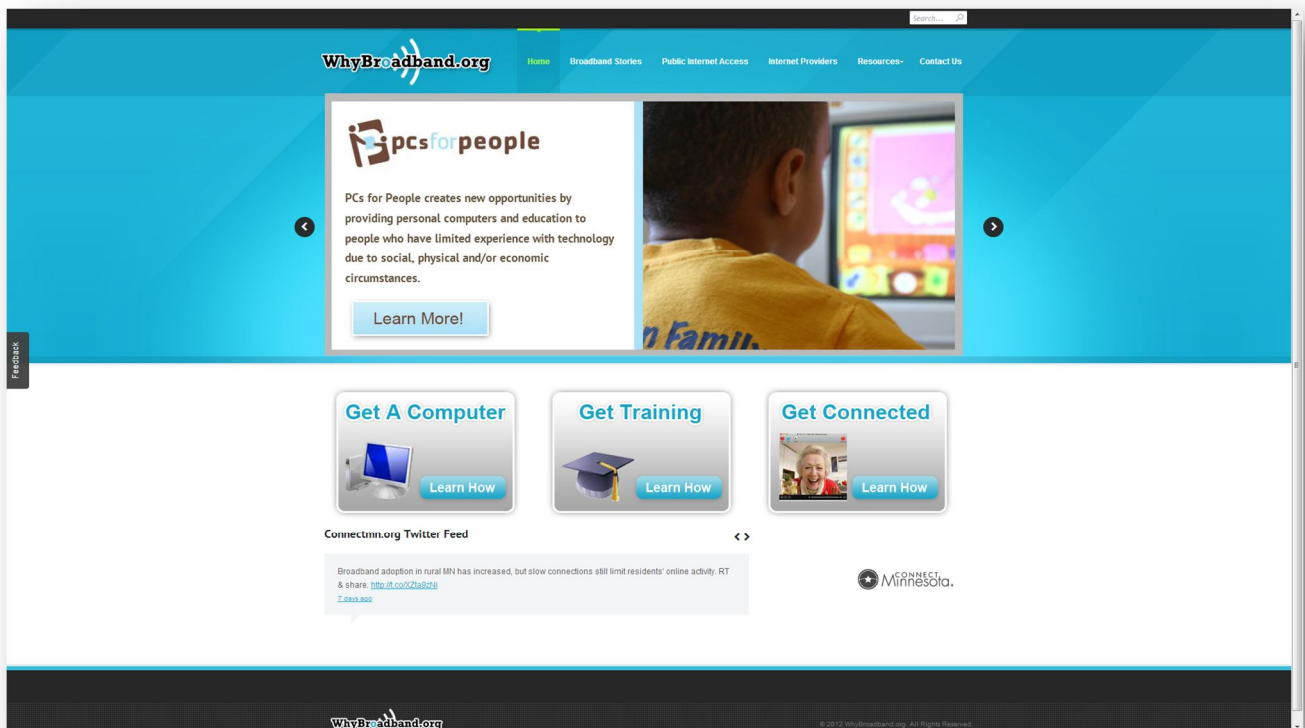 Search...
WhyBroadband.org
Home Broadband Stories Public Internet Access Internet Providers Resources Contact Us
pcsforpeople
PCs for People creates new opportunities by
providing personal computers and education to
people who have limited experience with technology
due to social, physical and/or economic
circumstances.
Learn More!
n Family
Feedback
Get A Computer
Learn How
Get Training
Learn How
Get Connected
Learn How
Connectmn.org Twitter Feed
Broadband adoption in rural MN has increased, but slow connections still limit residents' online activity. RT
& share. http://t.co/XZta9zNi
7 days ago
CONNECT
Minnesota.
WhyBroadband.org
© 2012 WhyBroadband.org. All Rights Reserved.